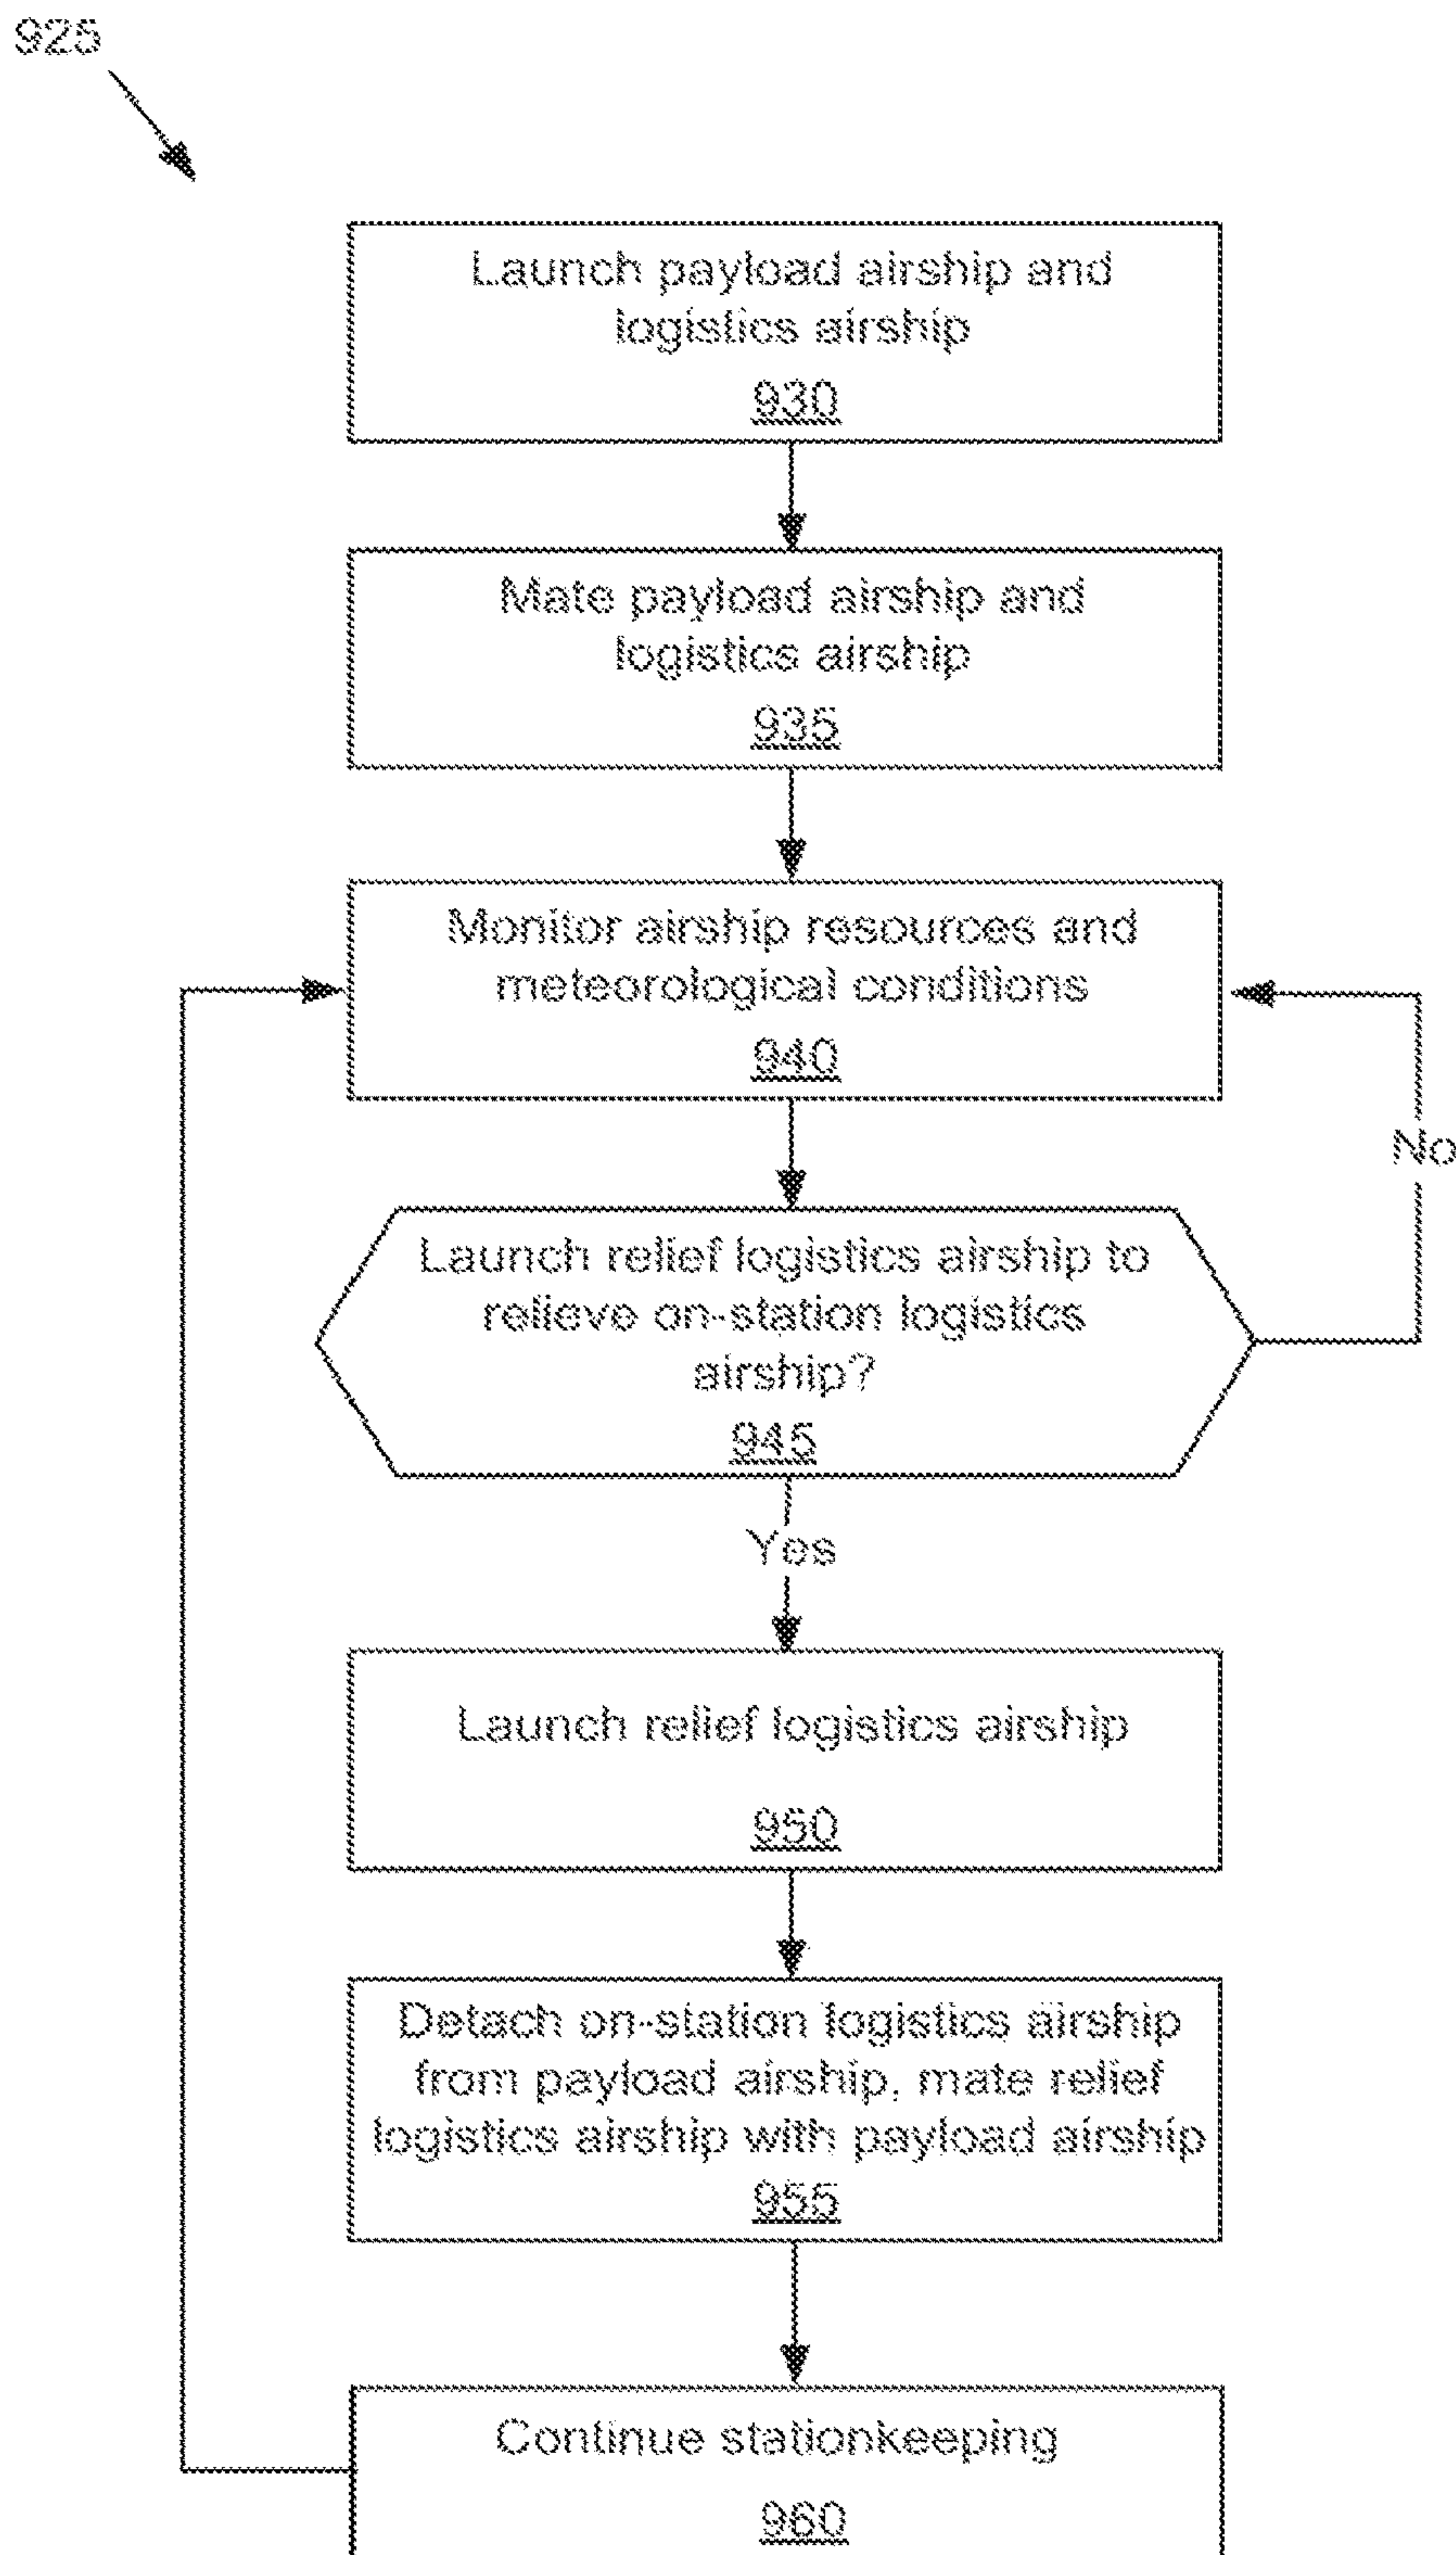 925
Launch payload airship and
logistics airship
930
Mate payload airship and
logistics airship
935
Monitor airship resources and
meteorological conditions
940
No
Launch relief logistics airship to
relieve on-station logistics
airship?
945
Yes
Launch relief logistics airship
950
Detach on-station logistics airship
from payload airship, mate relief
logistics airship with payload airship
955
Continue stationkeeping
960